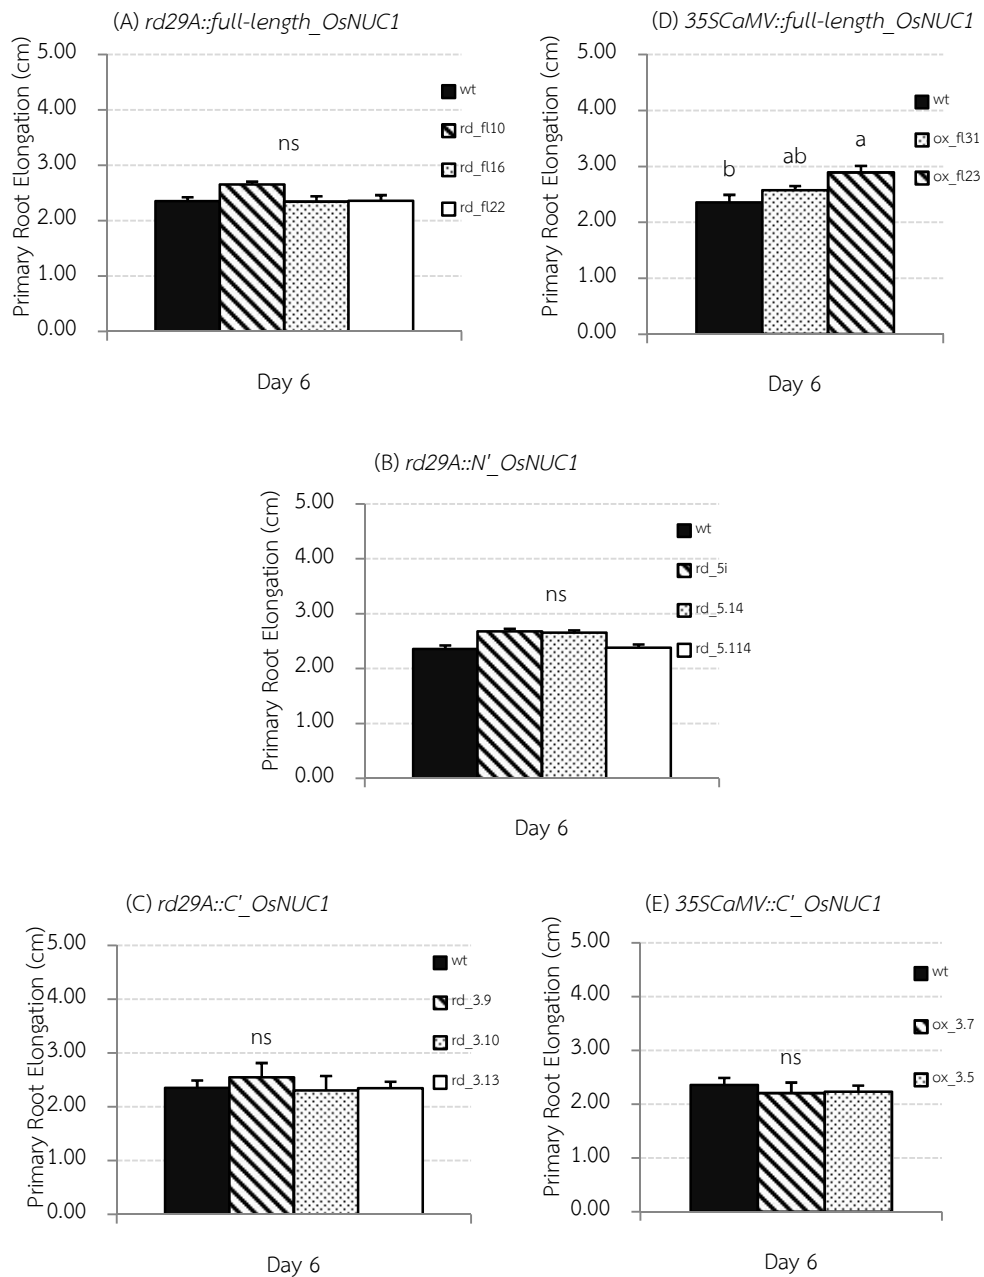 (A) rd29A::full-length_OsNUC1
Primary Root Elongation (cm)
5.00
4.00
3.00
2.00
1.00
0.00
ns
wt
rd_fl10
rd_fl16
rd_fl22
Day 6
(D) 35SCaMV::full-length_OsNUC1
Primary Root Elongation (cm)
5.00
4.00
3.00
2.00
1.00
0.00
b
ab
a
wt
ox_fl31
ox_fl23
Day 6
(B) rd29A::N'_OsNUC1
Primary Root Elongation (cm)
5.00
4.00
3.00
2.00
1.00
0.00
ns
wt
rd_5i
rd_5.14
rd_5.114
Day 6
(C) rd29A::C'_OsNUC1
Primary Root Elongation (cm)
5.00
4.00
3.00
2.00
1.00
0.00
ns
wt
rd_3.9
rd_3.10
rd_3.13
Day 6
(E) 35SCaMV::C'_OsNUC1
Primary Root Elongation (cm)
5.00
4.00
3.00
2.00
1.00
0.00
ns
wt
ox_3.7
ox_3.5
Day 6